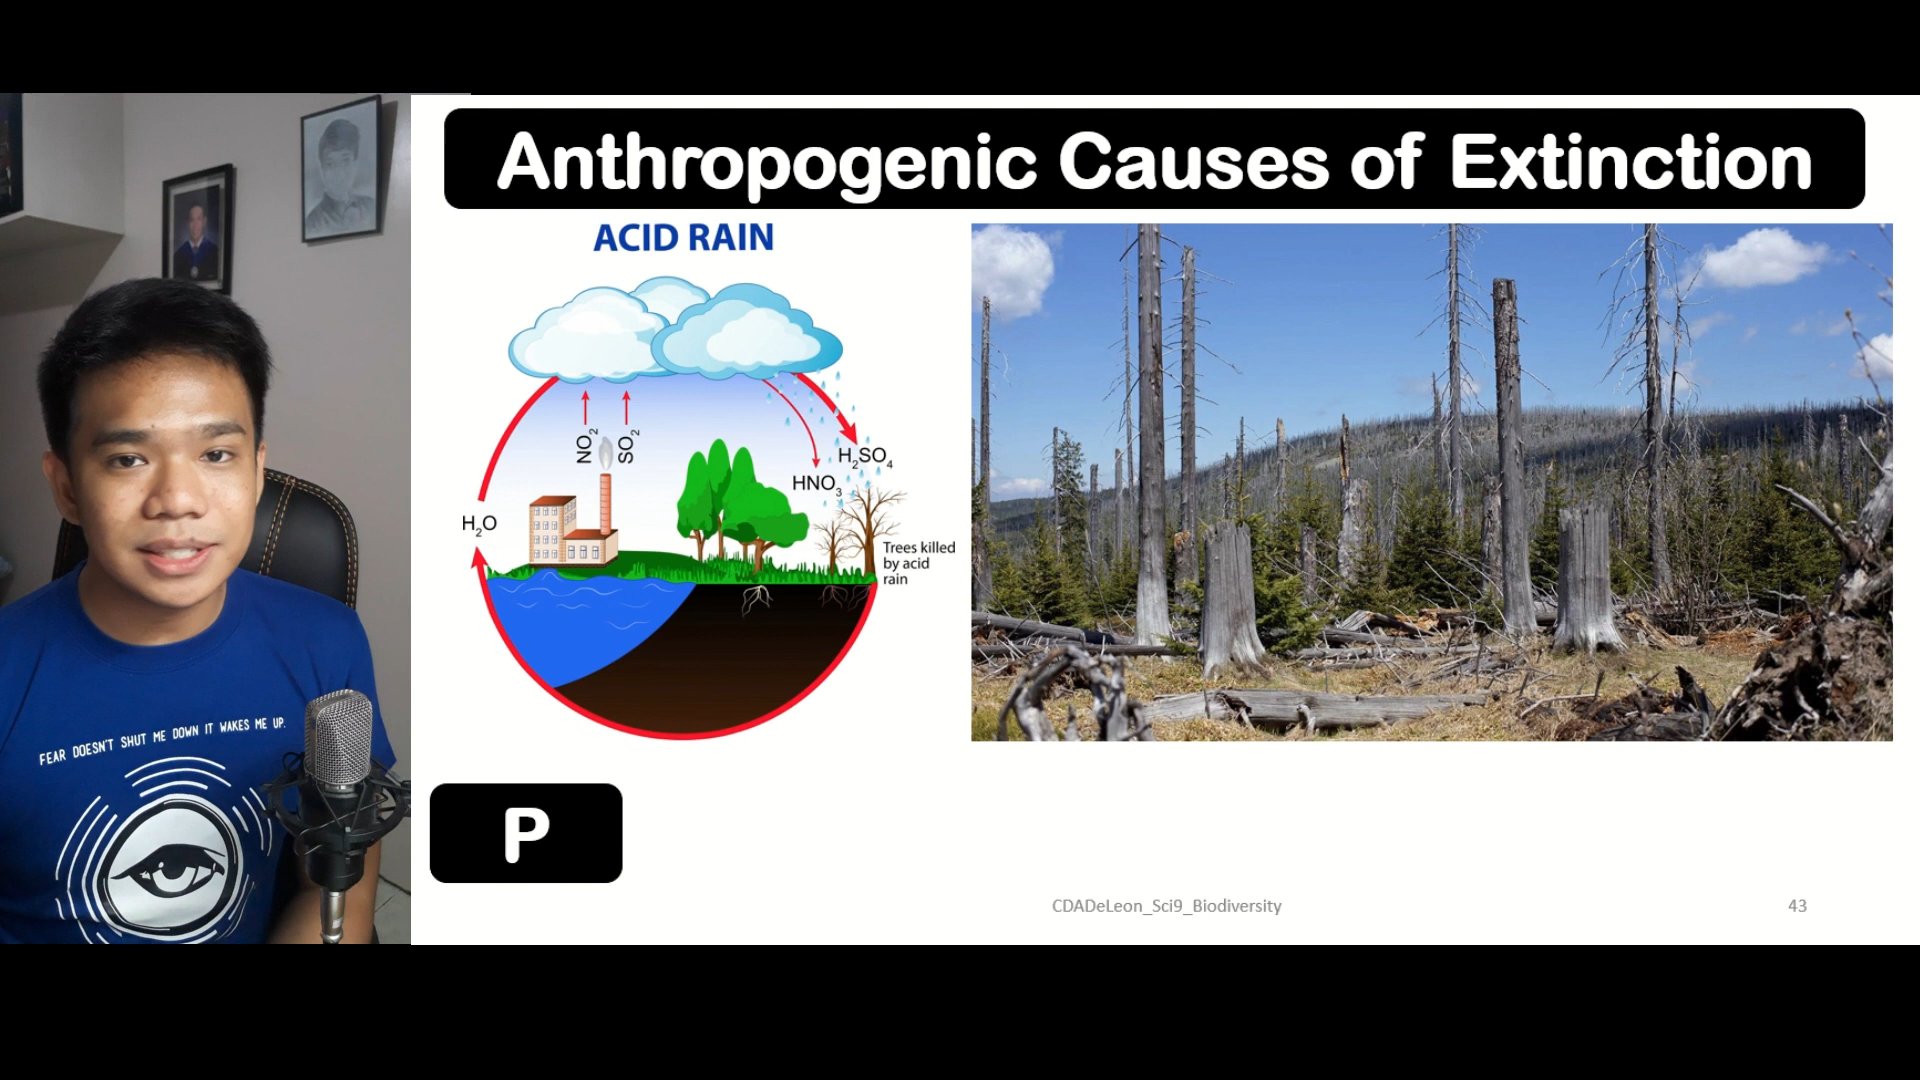 Anthropogenic Causes of Extinction
ACID RAIN
NO2
SO2
H2SO4
HNO3
H2O
Trees killed
by acid
rain
FEAR DOESN'T SHUT ME DOWN IT WAKES ME UP.
P
CDADeLeon_Sci9_Biodiversity
43